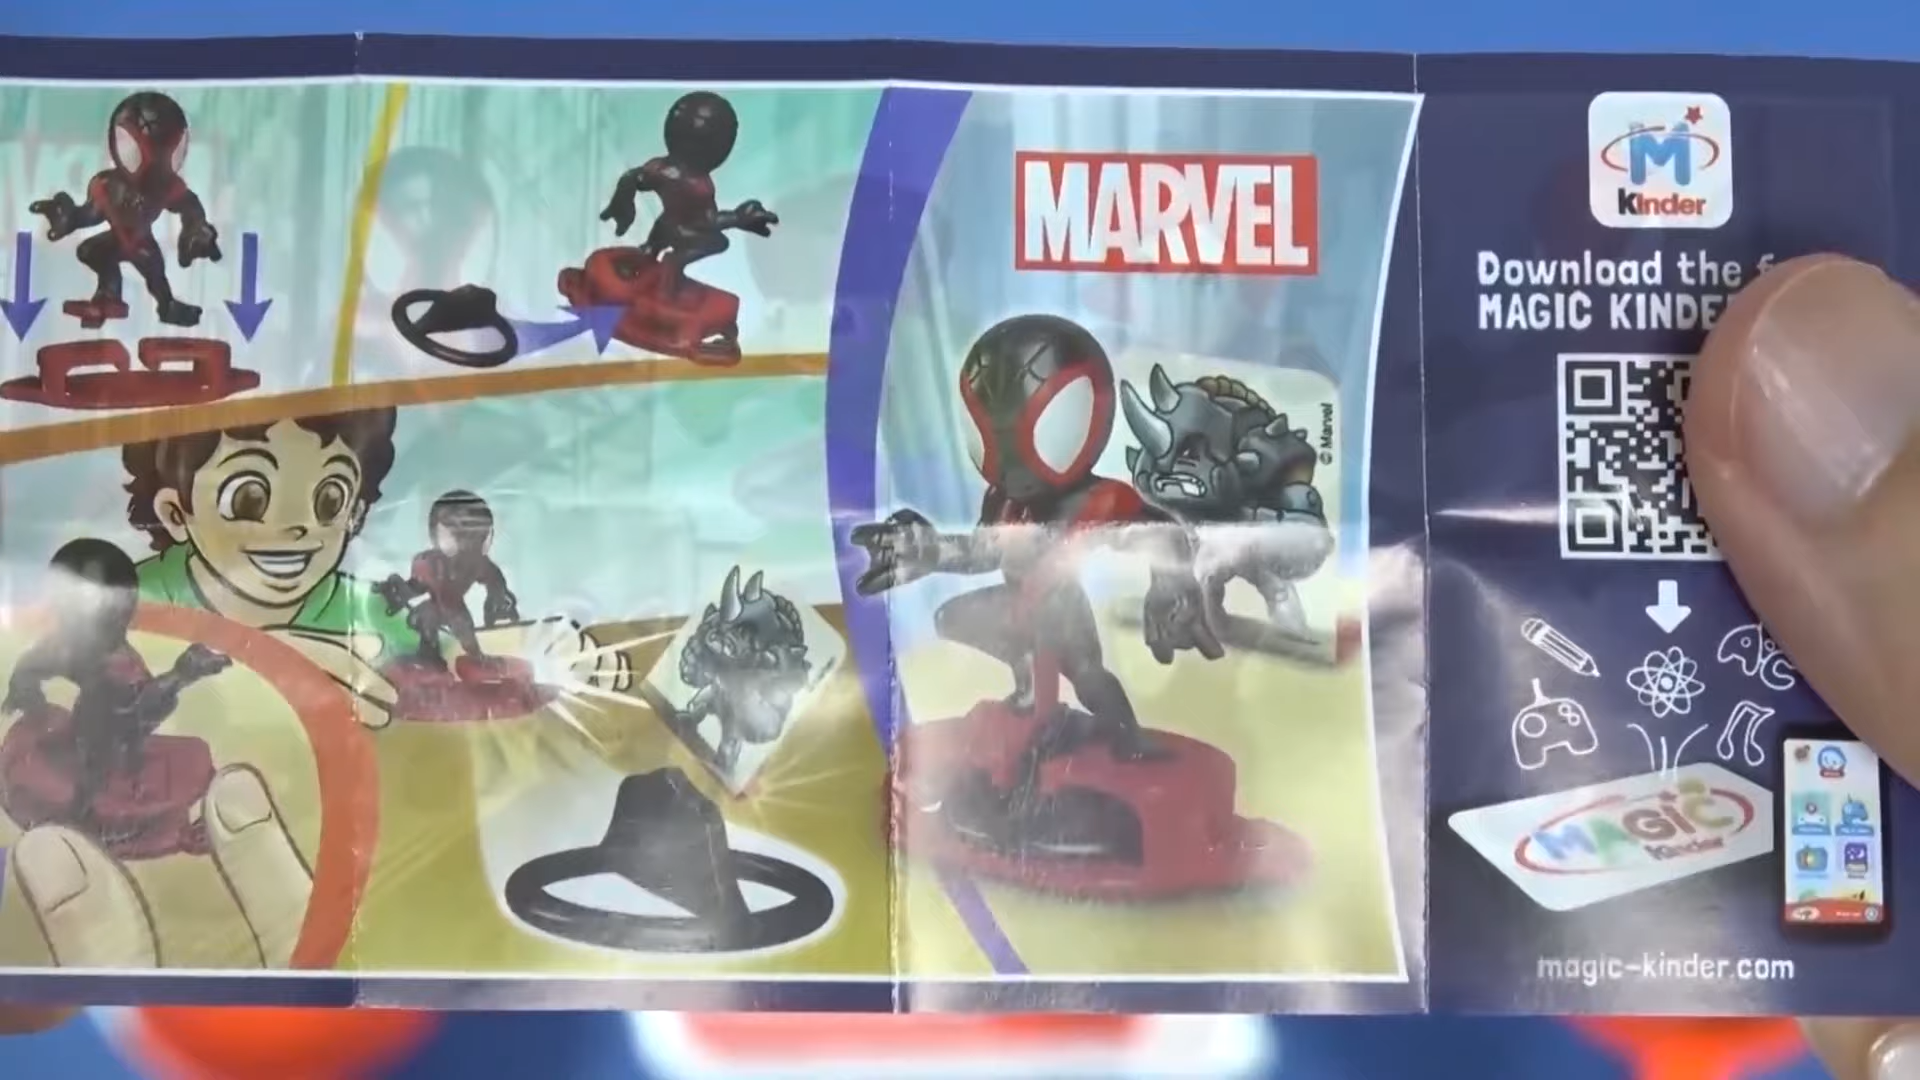 MARVEL
© Marvel
M
Kinder
Download the
MAGIC KINDE
MAGIC
Kinder
magic-kinder.com